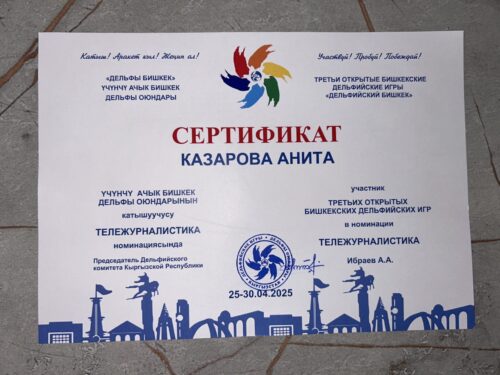 Катыш! Аракет кыл! Жеңип ал!
«ДЕЛЬФЫ БИШКЕК»
ҮЧҮНЧҮ АЧЫК БИШКЕК
ДЕЛЬФЫ ОЮНДАРЫ
Участвуй! Пробуй! Побеждай!
ТРЕТЬИ ОТКРЫТЫЕ БИШКЕКСКИЕ
ДЕЛЬФИЙСКИЕ ИГРЫ
«ДЕЛЬФИЙСКИЙ БИШКЕК»
СЕРТИФИКАТ
КАЗАРОВА АНИТА
ҮЧҮНЧҮ АЧЫК БИШКЕК
ДЕЛЬФЫ ОЮНДАРЫНЫН
катышуучусу
ТЕЛЕЖУРНАЛИСТИКА
номинациясында
Председатель Дельфийского
комитета Кыргызской Республики
участник
ТРЕТЬИХ ОТКРЫТЫХ
БИШКЕКСКИХ ДЕЛЬФИЙСКИХ ИГР
в номинации
ТЕЛЕЖУРНАЛИСТИКА
Ибраев А.А.
25-30.04.2025